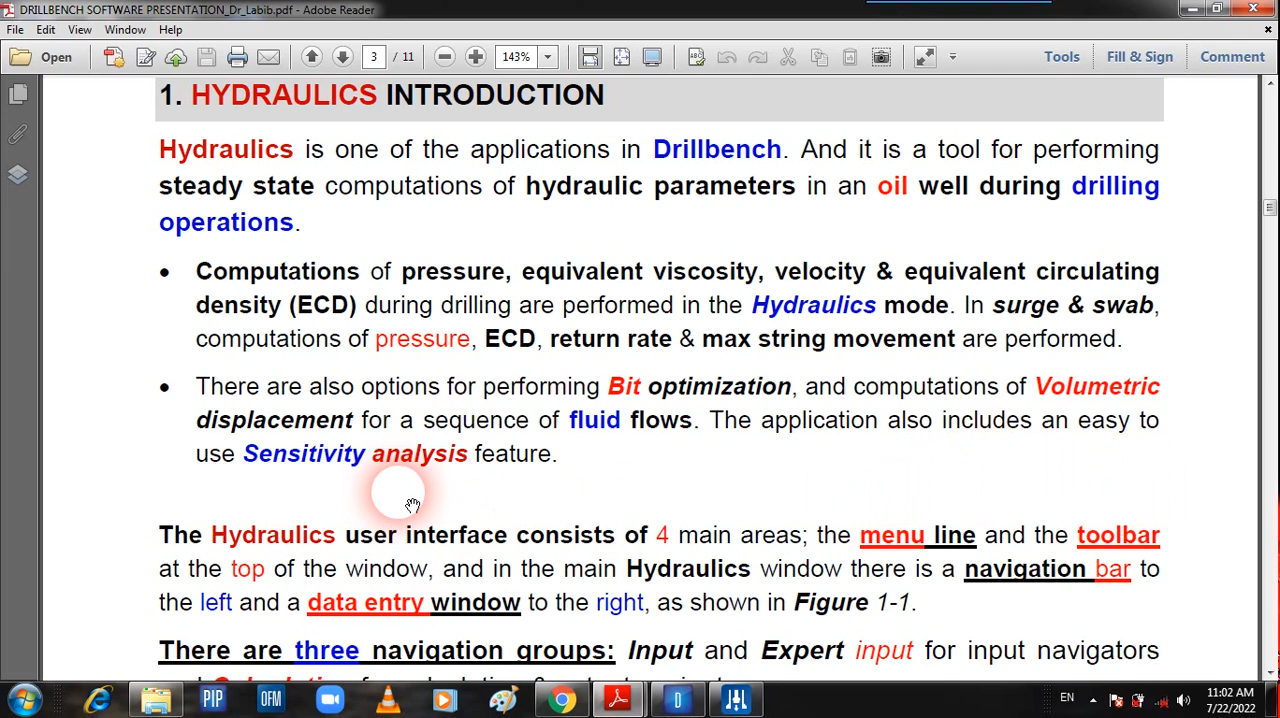 DRILLBENCH SOFTWARE PRESENTATION_Dr_Labib.pdf - Adobe Reader
File Edit View Window Help
Open 3 / 11 143% Tools Fill & Sign Comment
1. HYDRAULICS INTRODUCTION
Hydraulics is one of the applications in Drillbench. And it is a tool for performing
steady state computations of hydraulic parameters in an oil well during drilling
operations.
• Computations of pressure, equivalent viscosity, velocity & equivalent circulating
density (ECD) during drilling are performed in the Hydraulics mode. In surge & swab,
computations of pressure, ECD, return rate & max string movement are performed.
• There are also options for performing Bit optimization, and computations of Volumetric
displacement for a sequence of fluid flows. The application also includes an easy to
use Sensitivity analysis feature.
The Hydraulics user interface consists of 4 main areas; the menu line and the toolbar
at the top of the window, and in the main Hydraulics window there is a navigation bar to
the left and a data entry window to the right, as shown in Figure 1-1.
There are three navigation groups: Input and Expert input for input navigators
PIP OFM D EN 11:02 AM
7/22/2022